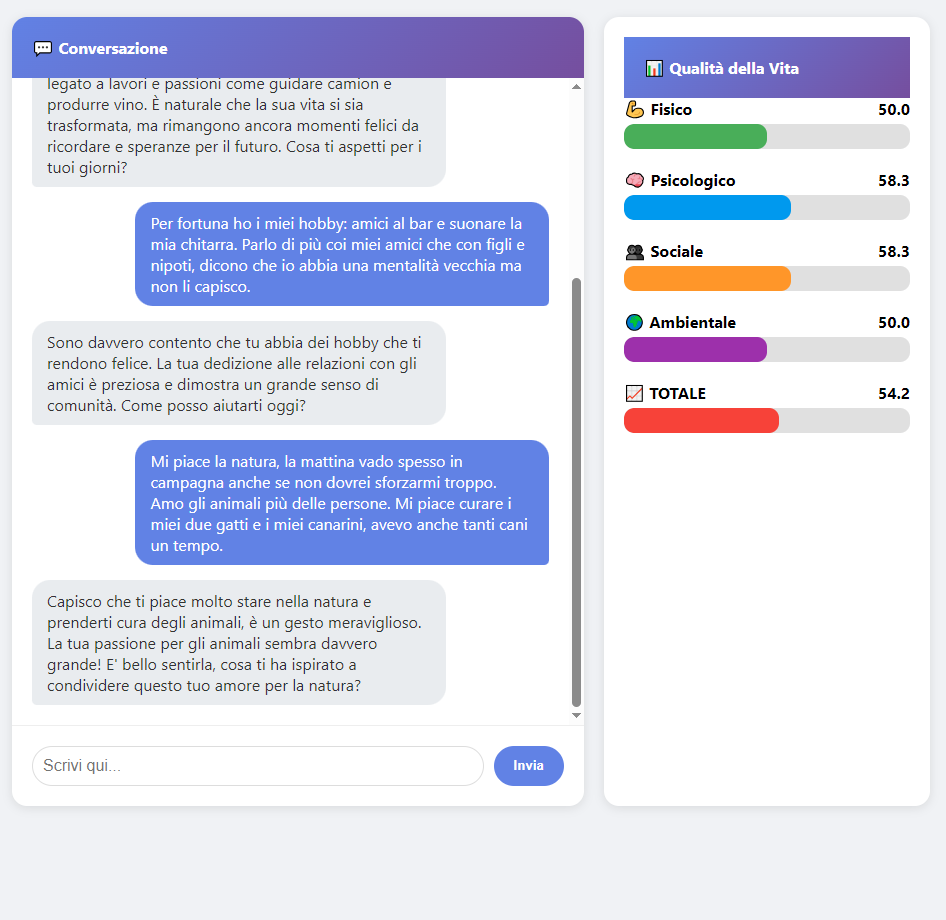 💬 Conversazione
legato a lavori e passioni come guidare camion e
produrre vino. È naturale che la sua vita si sia
trasformata, ma rimangono ancora momenti felici da
ricordare e speranze per il futuro. Cosa ti aspetti per i
tuoi giorni?
Per fortuna ho i miei hobby: amici al bar e suonare la
mia chitarra. Parlo di più coi miei amici che con figli e
nipoti, dicono che io abbia una mentalità vecchia ma
non li capisco.
Sono davvero contento che tu abbia dei hobby che ti
rendono felice. La tua dedizione alle relazioni con gli
amici è preziosa e dimostra un grande senso di
comunità. Come posso aiutarti oggi?
Mi piace la natura, la mattina vado spesso in
campagna anche se non dovrei sforzarmi troppo.
Amo gli animali più delle persone. Mi piace curare i
miei due gatti e i miei canarini, avevo anche tanti cani
un tempo.
Capisco che ti piace molto stare nella natura e
prenderti cura degli animali, è un gesto meraviglioso.
La tua passione per gli animali sembra davvero
grande! E' bello sentirla, cosa ti ha ispirato a
condividere questo tuo amore per la natura?
Scrivi qui...
Invia
📊 Qualità della Vita
💪 Fisico 50.0
🧠 Psicologico 58.3
👥 Sociale 58.3
🌍 Ambientale 50.0
📈 TOTALE 54.2